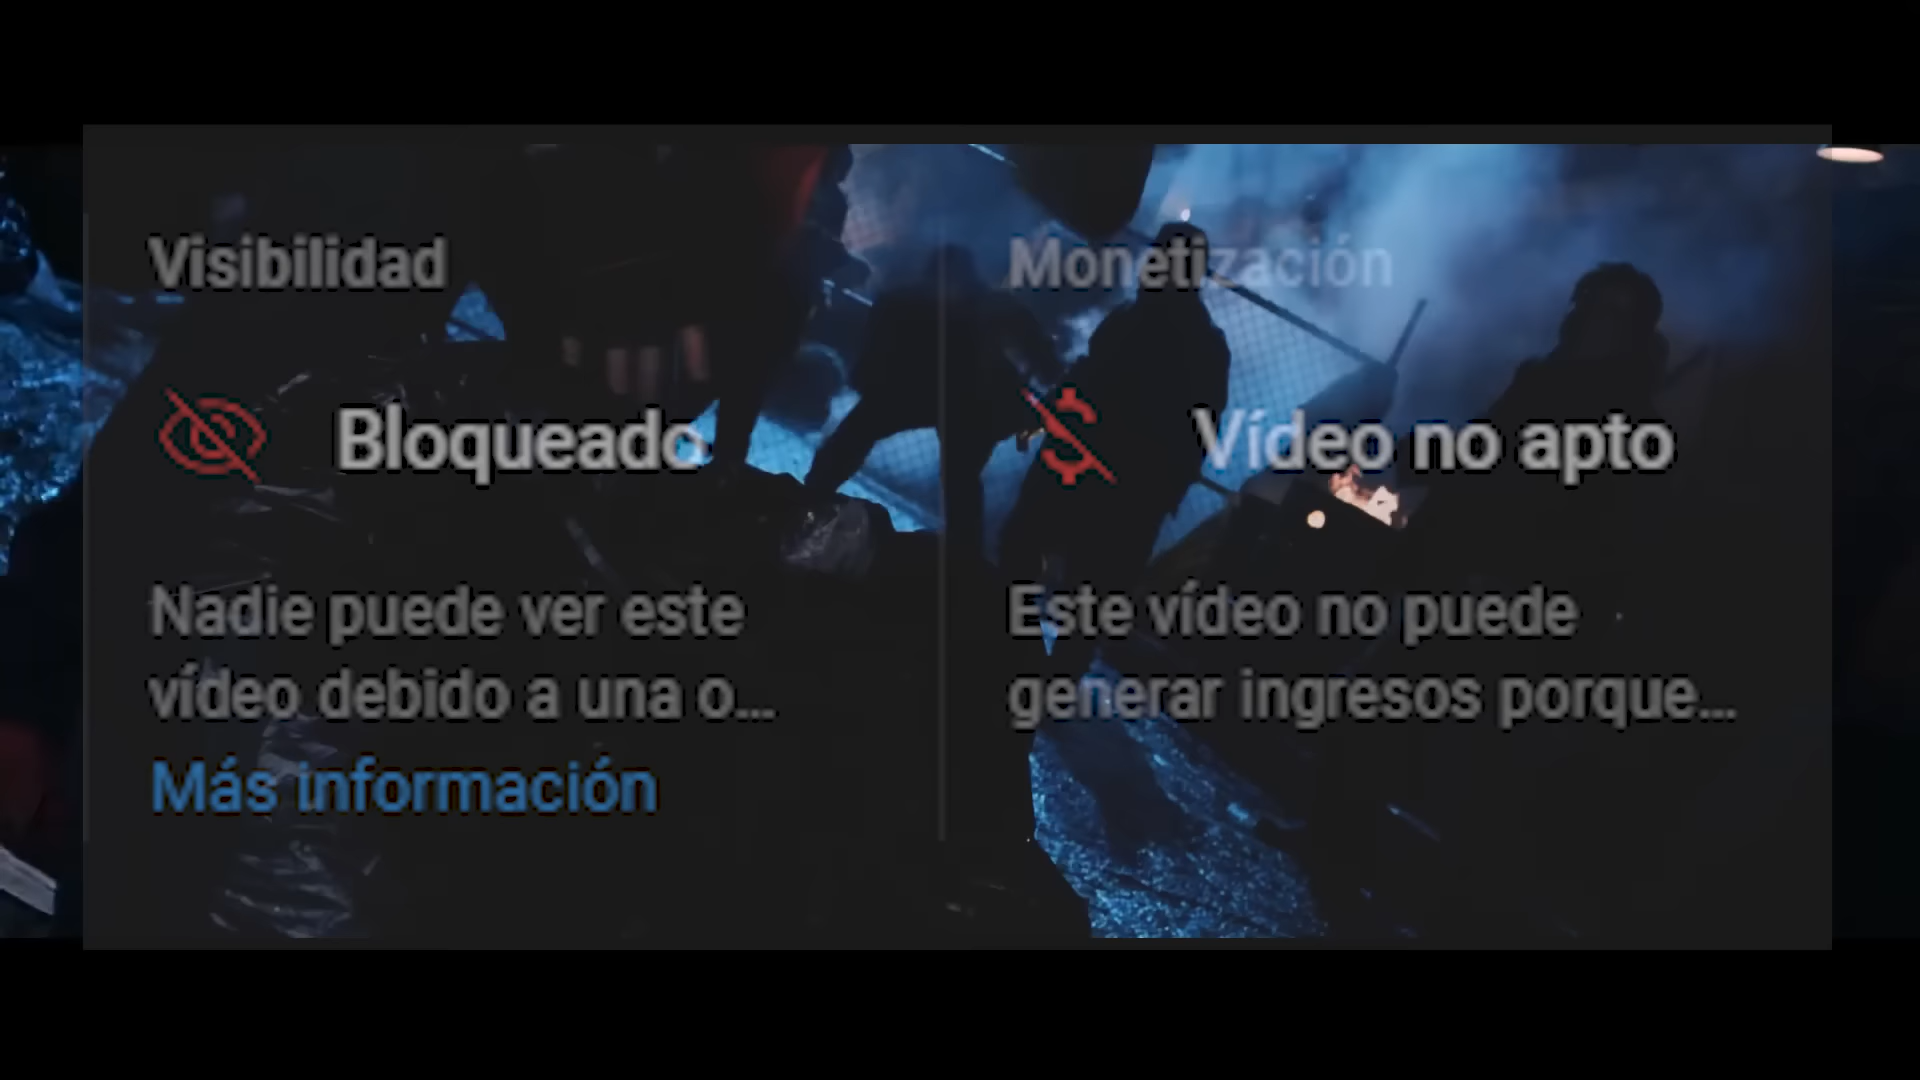 Visibilidad
Bloqueado
Nadie puede ver este
vídeo debido a una o...
Más información
Monetización
Vídeo no apto
Este vídeo no puede
generar ingresos porque...